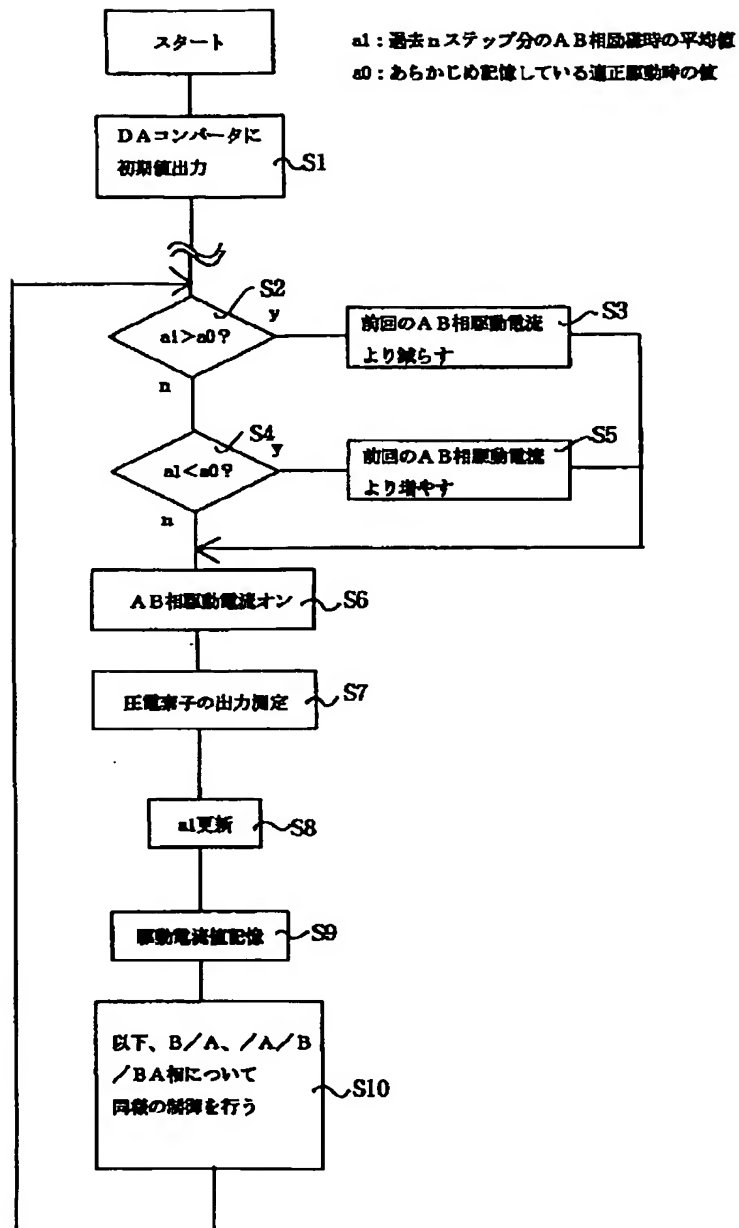 スタート
a1：過去nステップ分のAB相励磁時の平均値
a0：あらかじめ記憶している適正駆動時の値
DAコンバータに
初期値出力
S1
S2
a1>a0?
y
n
前回のAB相駆動電流
より減らす
S3
S4
a1<a0?
y
n
前回のAB相駆動電流
より増やす
S5
AB相駆動電流オン
S6
圧電素子の出力測定
S7
a1更新
S8
駆動電流値記憶
S9
以下、B／A、／A／B
／BA相について
同様の制御を行う
S10